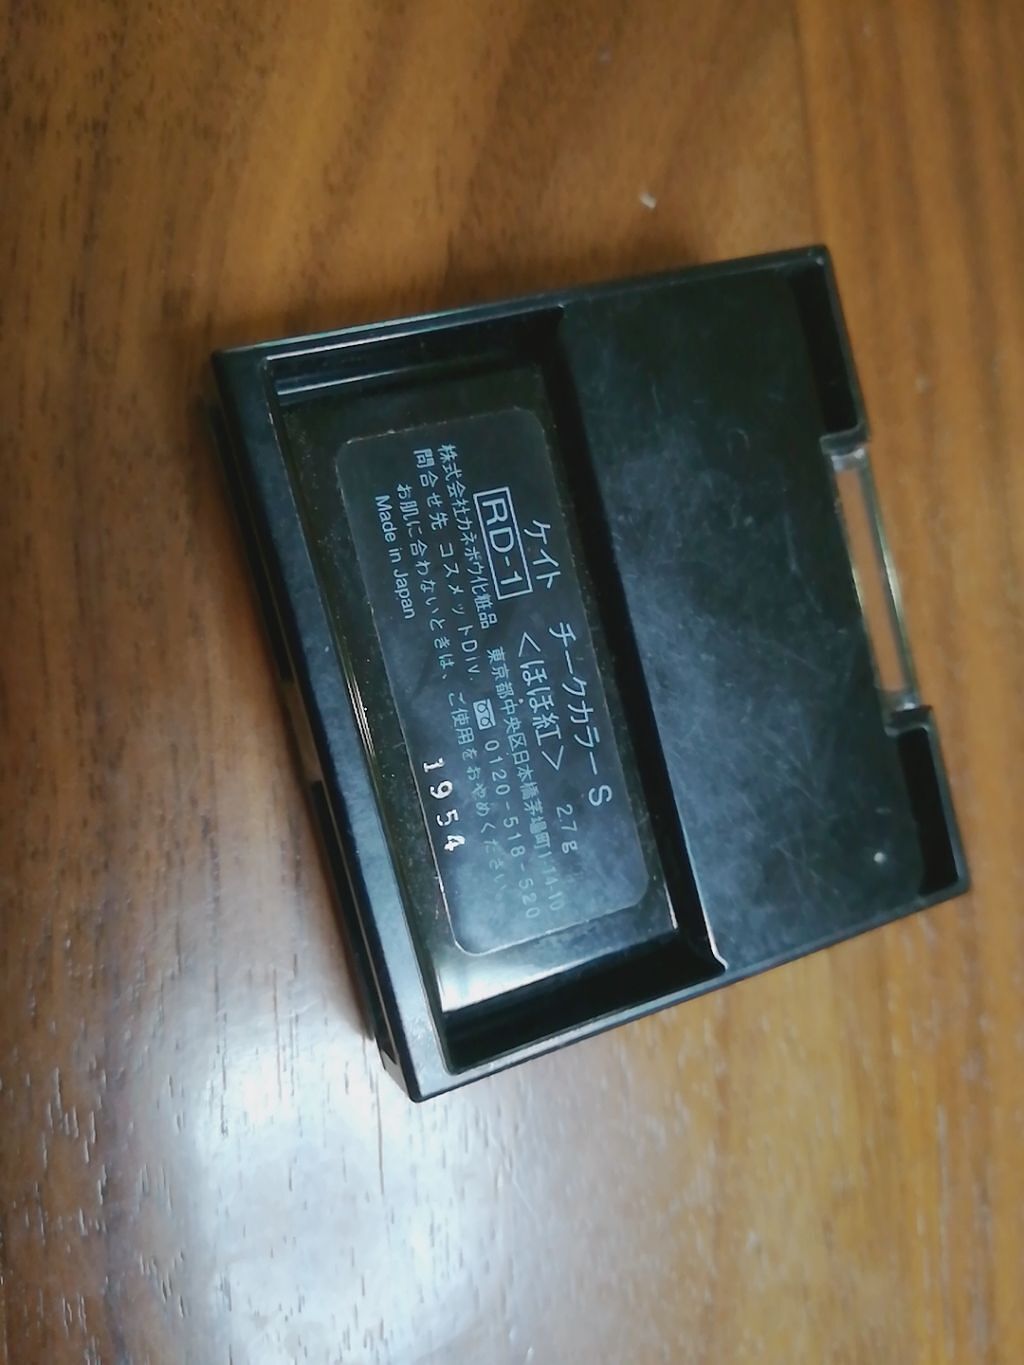 ケイト チークカラーS
RD-1 <ほほ紅> 2.7g
株式会社カネボウ化粧品 東京都中央区日本橋茅場町1-14-10
問合せ先 コスメットDiv. 0120-518-520
お肌に合わないときは、ご使用をおやめください。
Made in Japan
1954